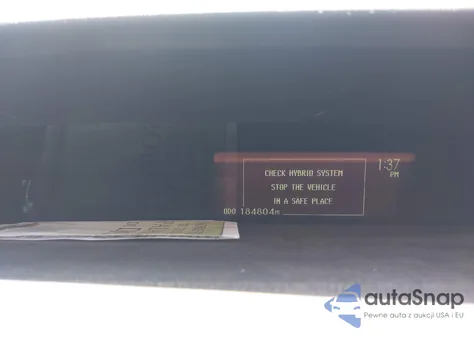 CHECK HYBRID SYSTEM
STOP THE VEHICLE
IN A SAFE PLACE
1:37
PM
ODO 184804M
autaSnap
Pewne auta z aukcji USA i EU